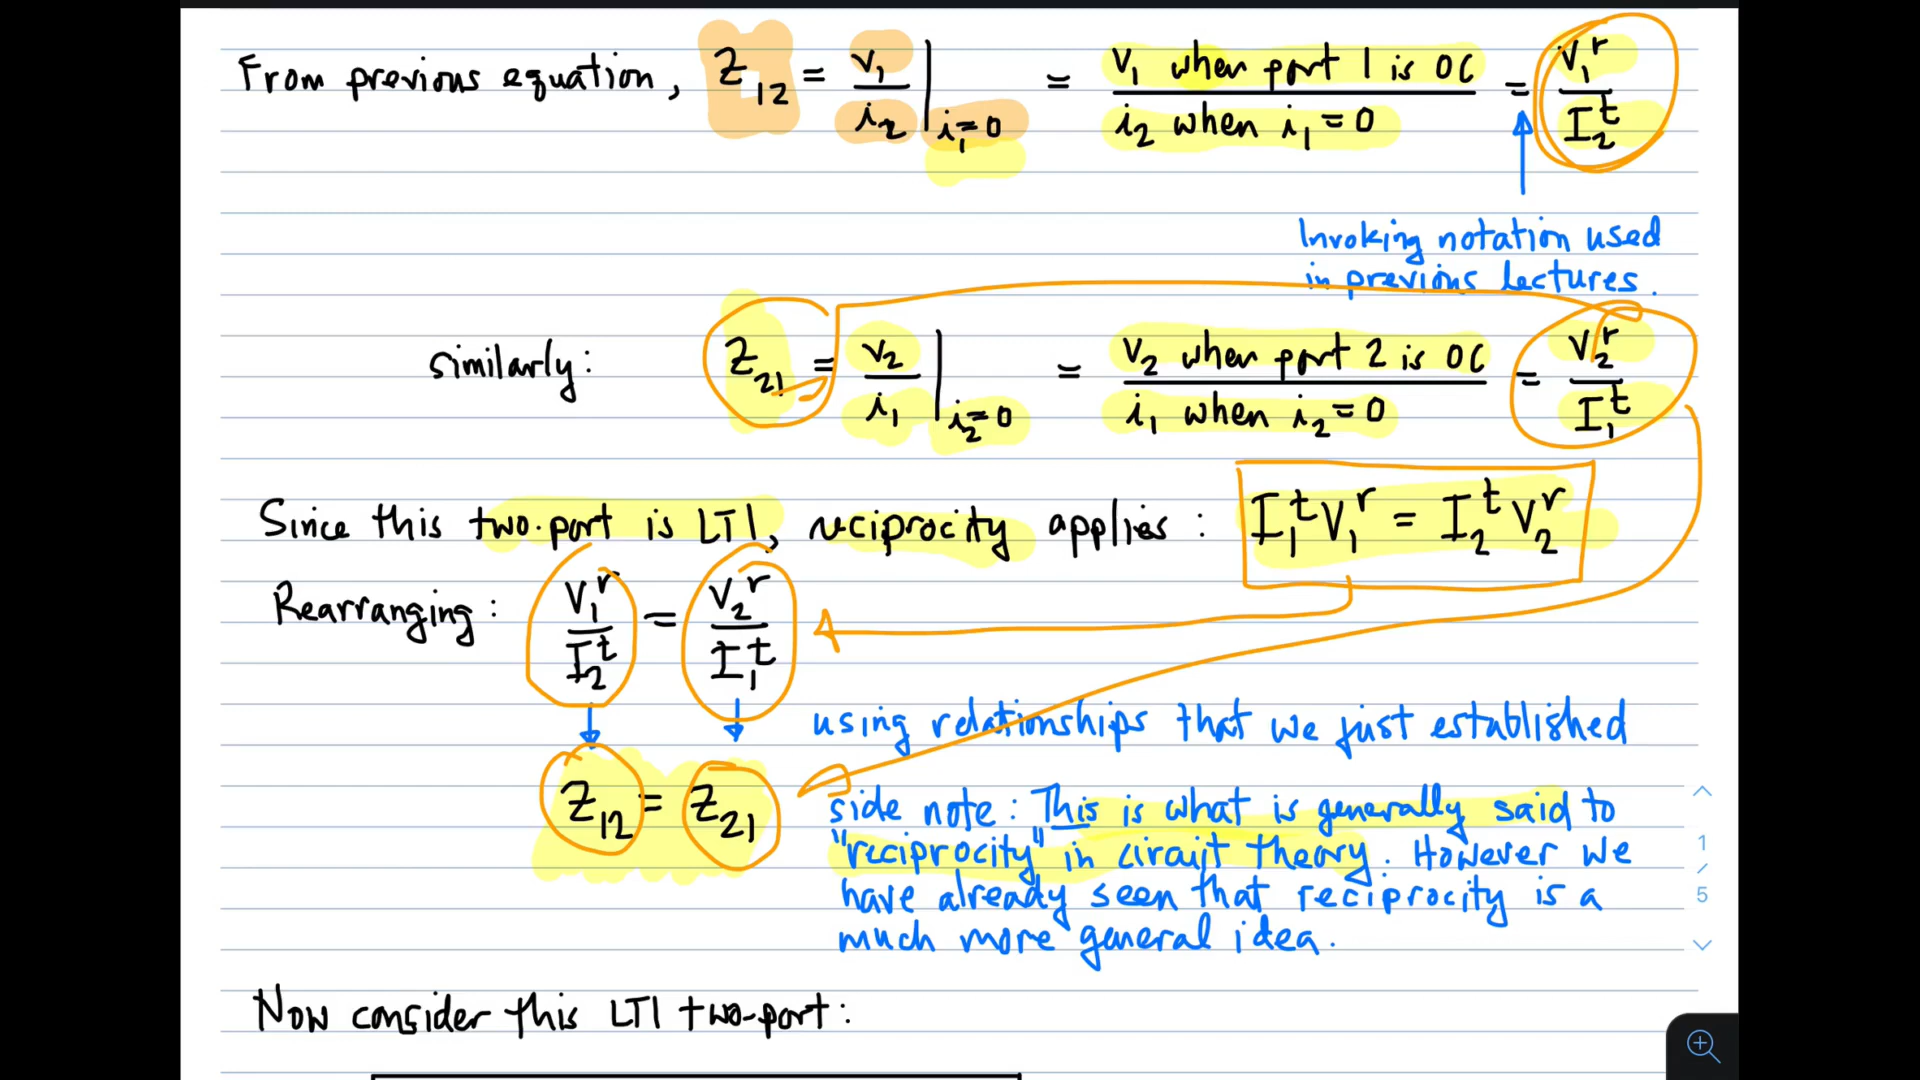 From previous equation, Z₁₂ = v₁/i₂ |i₁=0 = V₁ when port 1 is OC / i₂ when i₁ = 0 = V₁ʳ/I₂ᵗ
Invoking notation used
in previous lectures.
similarly: Z₂₁ = v₂/i₁ |i₂=0 = V₂ when port 2 is OC / i₁ when i₂ = 0 = V₂ʳ/I₁ᵗ
Since this two-port is LTI, reciprocity applies: I₁ᵗV₁ʳ = I₂ᵗV₂ʳ
Rearranging: V₁ʳ/I₂ᵗ = V₂ʳ/I₁ᵗ
using relationships that we just established
Z₁₂ = Z₂₁
side note: This is what is generally said to
"reciprocity" in circuit theory. However we
have already seen that reciprocity is a
much more general idea.
1
/
5
Now consider this LTI two-port: